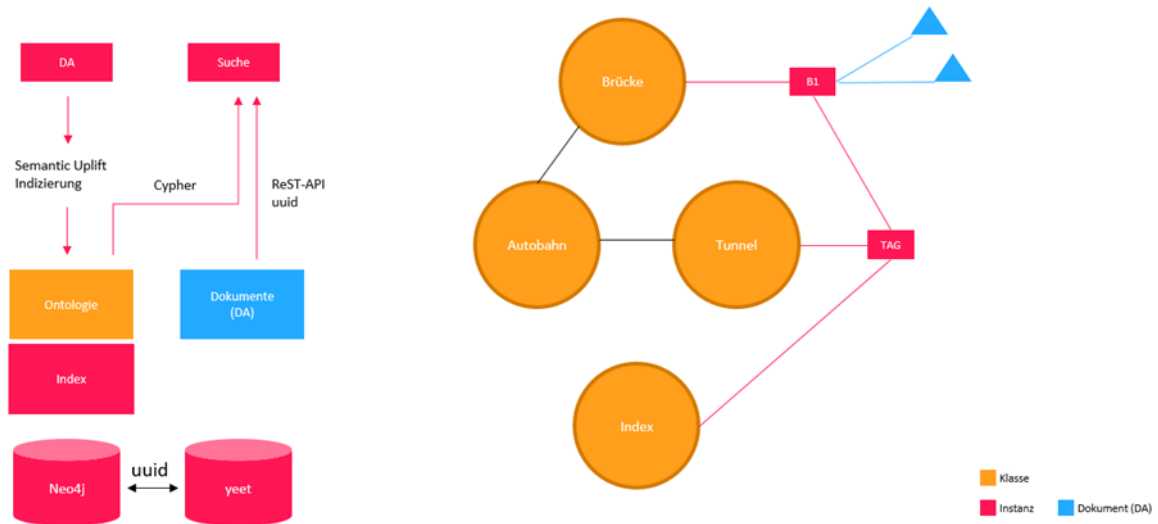 DA
Suche
Semantic Uplift
Indizierung
Cypher
ReST-API
uuid
Ontologie
Dokumente
(DA)
Index
Neo4j
uuid
yeet
Brücke
B1
Autobahn
Tunnel
TAG
Index
Klasse
Instanz
Dokument (DA)